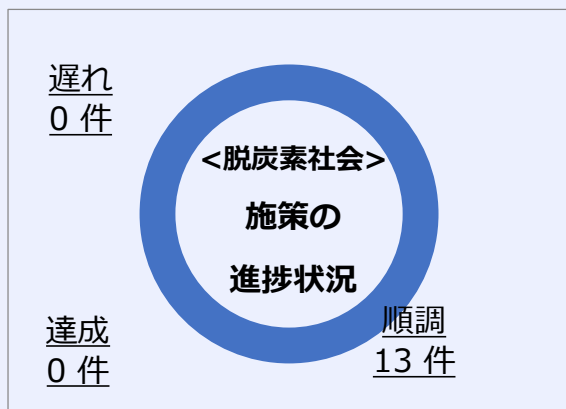 遅れ
0 件
<脱炭素社会>
施策の
進捗状況
達成
0 件
順調
13 件